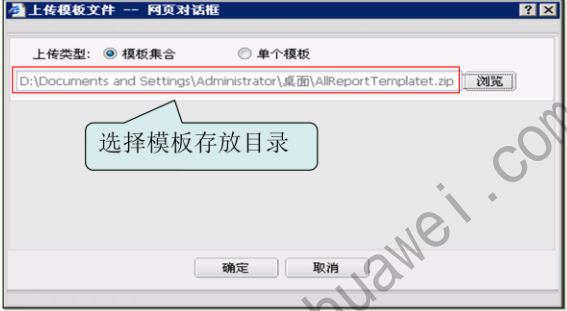 上传模板文件 -- 网页对话框
上传类型: 模板集合 单个模板
D:\Documents and Settings\Administrator\桌面\AllReportTemplatet.zip 浏览
选择模板存放目录
确定 取消
huawei.com